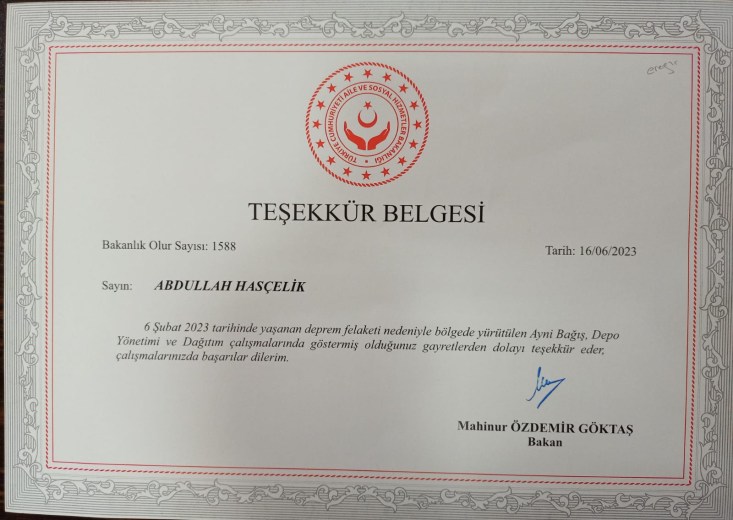 TÜRKİYE CUMHURİYETİ AİLE VE SOSYAL HİZMETLER BAKANLIĞI
TEŞEKKÜR BELGESİ
Bakanlık Olur Sayısı: 1588
Tarih: 16/06/2023
Sayın: ABDULLAH HASÇELİK
6 Şubat 2023 tarihinde yaşanan deprem felaketi nedeniyle bölgede yürütülen Ayni Bağış, Depo
Yönetimi ve Dağıtım çalışmalarında göstermiş olduğunuz gayretlerden dolayı teşekkür eder,
çalışmalarınızda başarılar dilerim.
Mahinur ÖZDEMİR GÖKTAŞ
Bakan